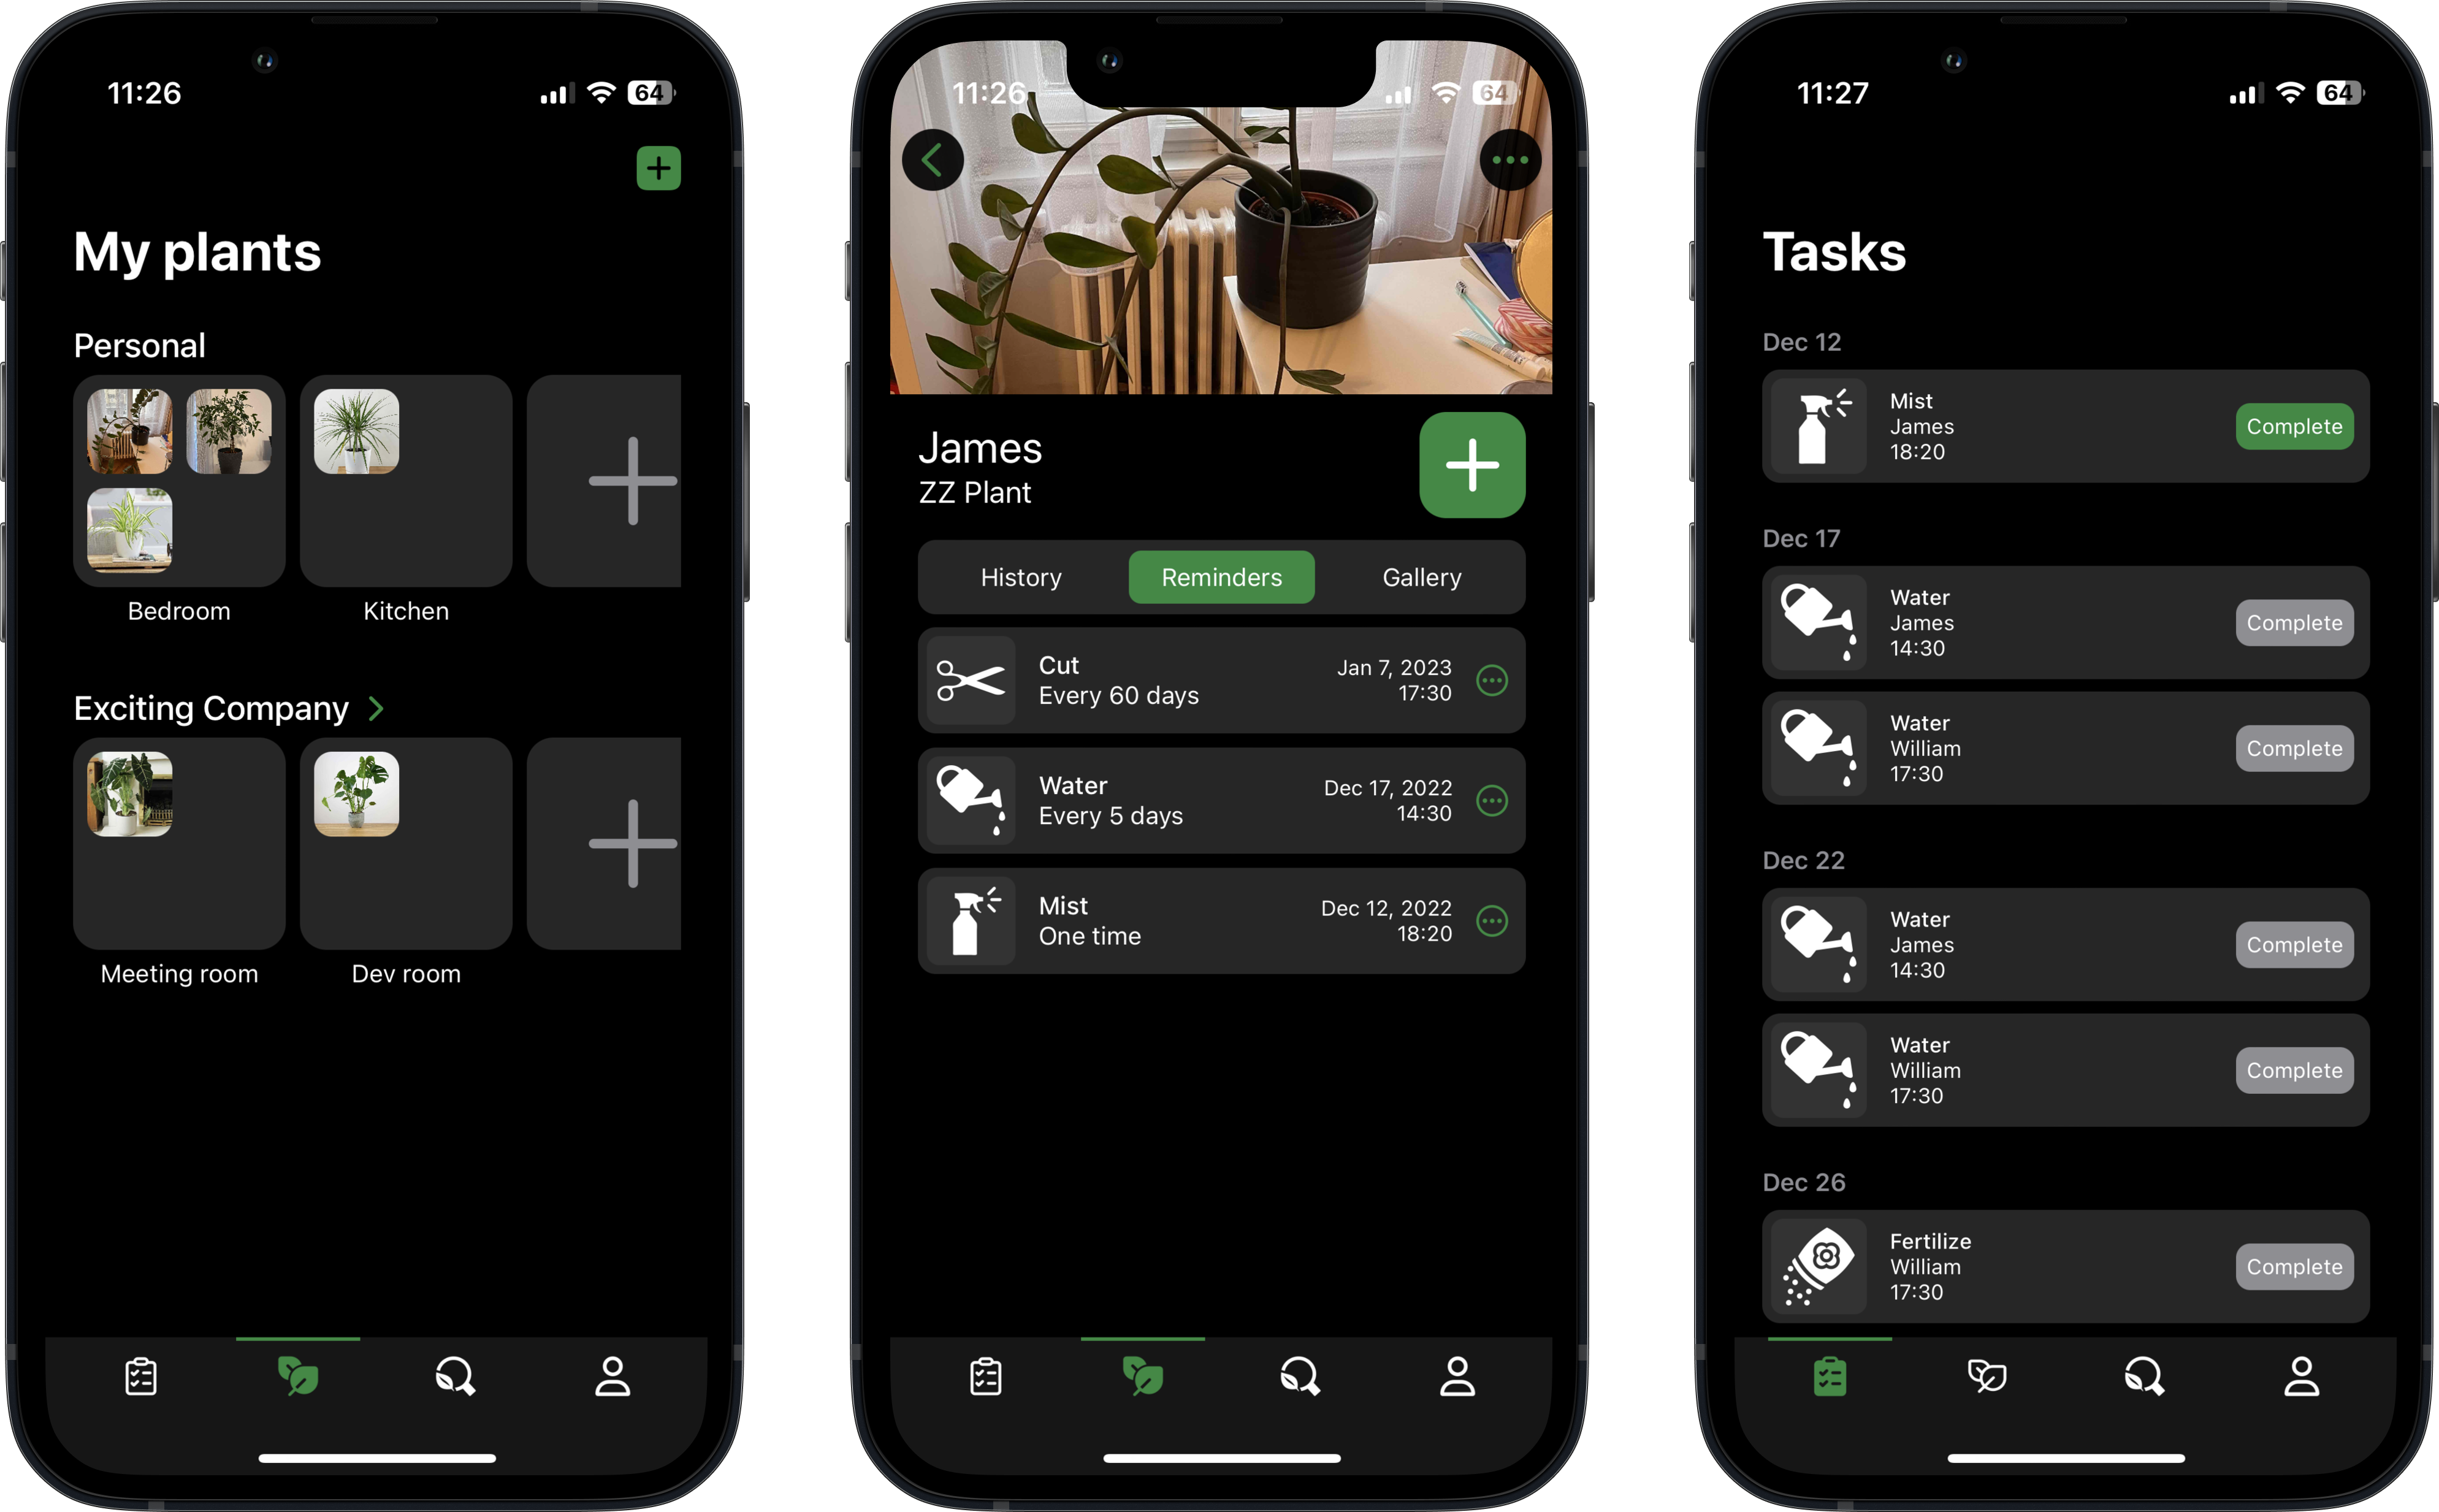 11:26
64
My plants
Personal
Bedroom
Kitchen
Exciting Company
Meeting room
Dev room
11:26
64
James
ZZ Plant
History
Reminders
Gallery
Cut
Every 60 days
Jan 7, 2023
17:30
Water
Every 5 days
Dec 17, 2022
14:30
Mist
One time
Dec 12, 2022
18:20
11:27
64
Tasks
Dec 12
Mist
James
18:20
Complete
Dec 17
Water
James
14:30
Complete
Water
William
17:30
Complete
Dec 22
Water
James
14:30
Complete
Water
William
17:30
Complete
Dec 26
Fertilize
William
17:30
Complete